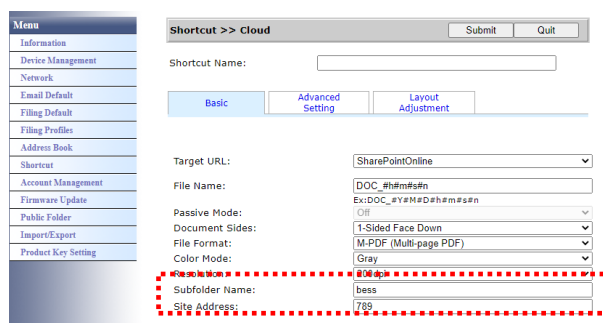 Menu
Information
Device Management
Network
Email Default
Filing Default
Filing Profiles
Address Book
Shortcut
Account Management
Firmware Update
Public Folder
Import/Export
Product Key Setting
Shortcut >> Cloud
Submit
Quit
Shortcut Name:
Basic
Advanced
Setting
Layout
Adjustment
Target URL: SharePointOnline
File Name: DOC_#h#m#s#n
Ex:DOC_#Y#M#D#h#m#s#n
Passive Mode: Off
Document Sides: 1-Sided Face Down
File Format: M-PDF (Multi-page PDF)
Color Mode: Gray
Resolution: 200dpi
Subfolder Name: bess
Site Address: 789